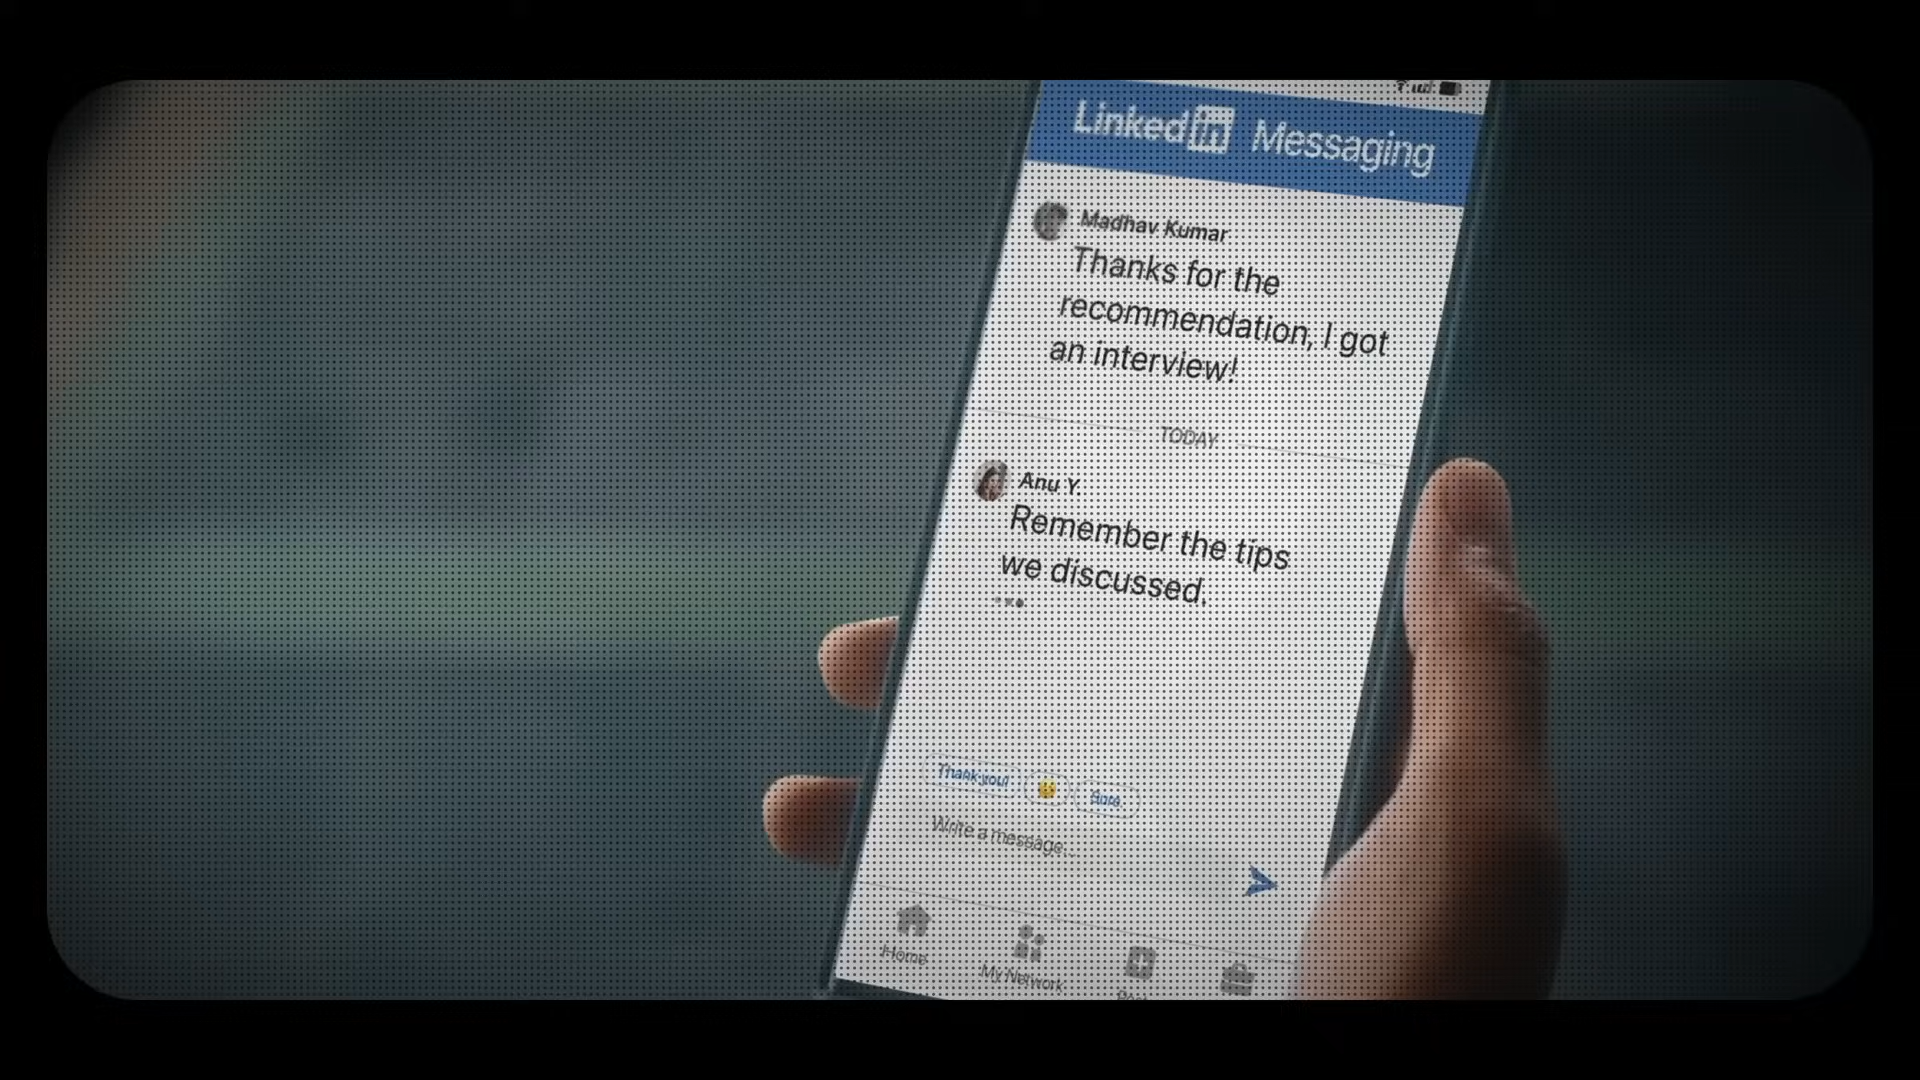 LinkedIn Messaging
Madhav Kumar
Thanks for the
recommendation, I got
an interview!
TODAY
Anu Y.
Remember the tips
we discussed.
Thank you!
Sure.
Write a message...
Home
My Network